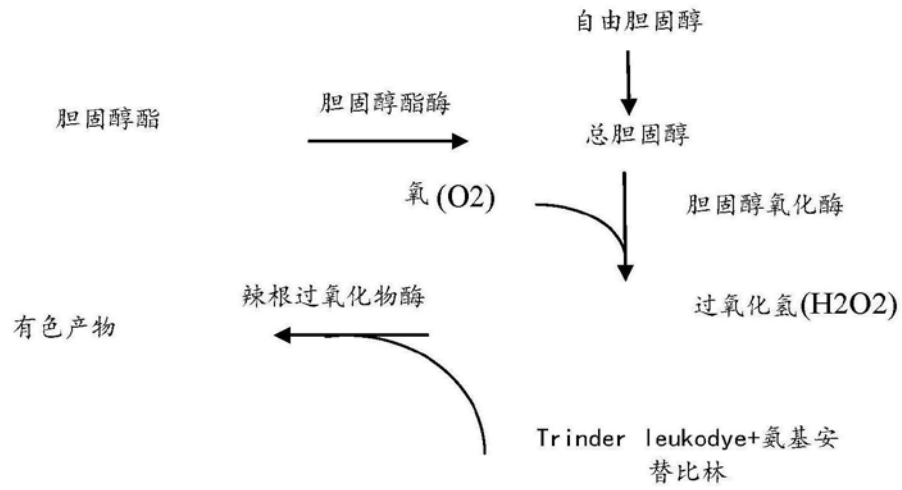 自由胆固醇
胆固醇酯
胆固醇酯酶
总胆固醇
氧(O2)
胆固醇氧化酶
辣根过氧化物酶
过氧化氢(H2O2)
有色产物
Trinder leukodye+氨基安
替比林